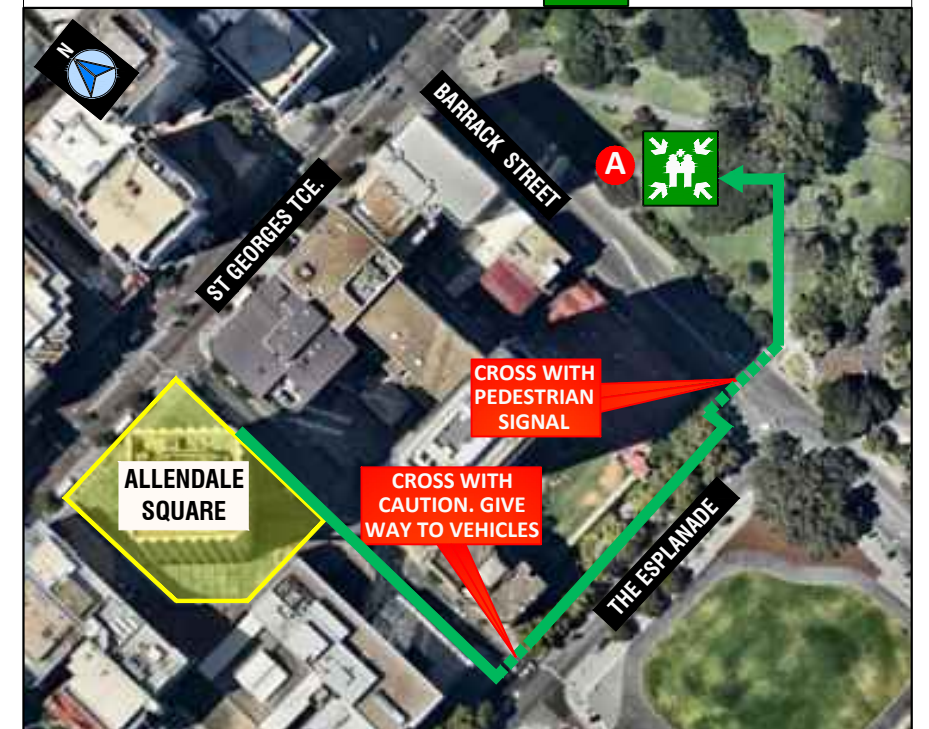 N
BARRACK STREET
A
ST GEORGES TCE.
CROSS WITH
PEDESTRIAN
SIGNAL
ALLENDALE
SQUARE
CROSS WITH
CAUTION. GIVE
WAY TO VEHICLES
THE ESPLANADE